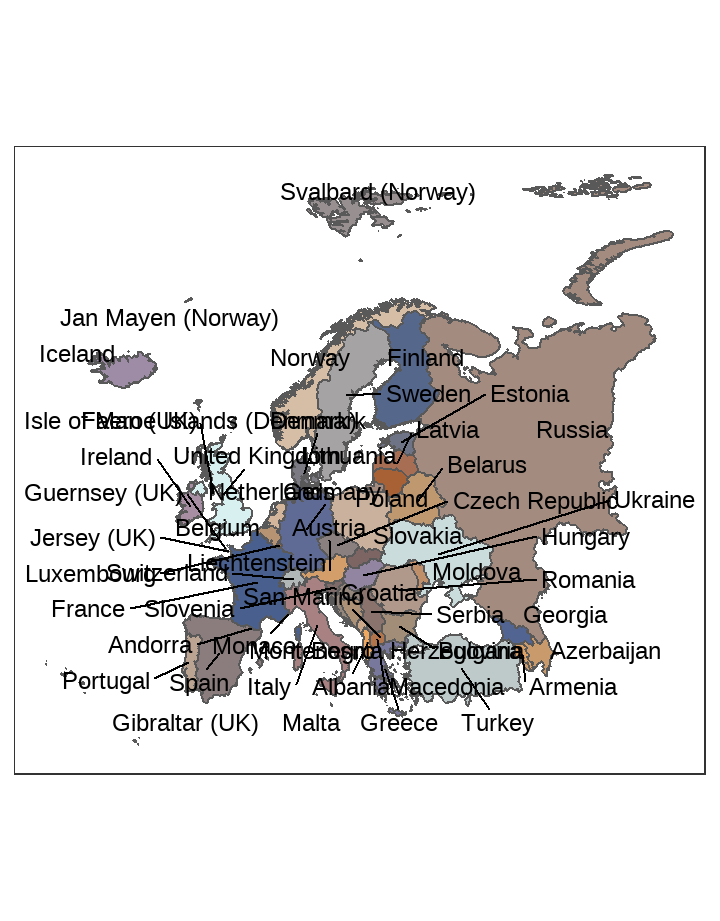 Svalbard (Norway)
Jan Mayen (Norway)
Iceland
Norway
Finland
Sweden
Estonia
Isle of Man (UK)
Faeroe Islands (Denmark)
Denmark
Latvia
Russia
Ireland
United Kingdom
Lithuania
Belarus
Guernsey (UK)
Netherlands
Germany
Poland
Czech Republic
Ukraine
Jersey (UK)
Belgium
Austria
Slovakia
Hungary
Luxembourg
Switzerland
Liechtenstein
Moldova
Romania
France
Slovenia
San Marino
Croatia
Serbia
Georgia
Andorra
Monaco
Montenegro
Bosnia Herzegovina
Bulgaria
Azerbaijan
Portugal
Spain
Italy
Albania
Macedonia
Armenia
Gibraltar (UK)
Malta
Greece
Turkey